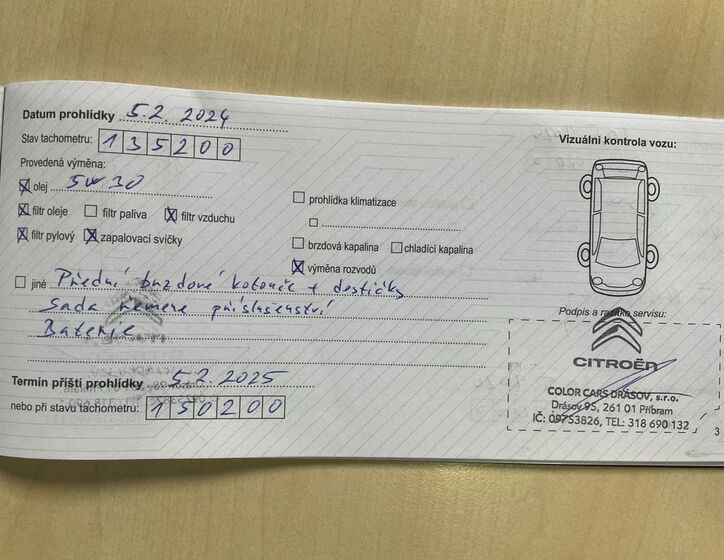 Datum prohlídky 5.2. 2024
Stav tachometru: 135200
Provedená výměna:
olej 5W30
filtr oleje filtr paliva filtr vzduchu
filtr pylový zapalovací svíčky
prohlídka klimatizace
brzdová kapalina chladící kapalina
výměna rozvodů
jiné Přední brzdové kotouče + destičky
Sada řemene příslušenství
Baterie
Termín příští prohlídky 5.2. 2025
nebo při stavu tachometru: 150200
Vizuální kontrola vozu:
Podpis a razítko servisu:
CITROËN
COLOR CARS DRÁSOV, s.r.o.
Drásov 95, 261 01 Příbram
IČ: 09753826, TEL: 318 690 132
3